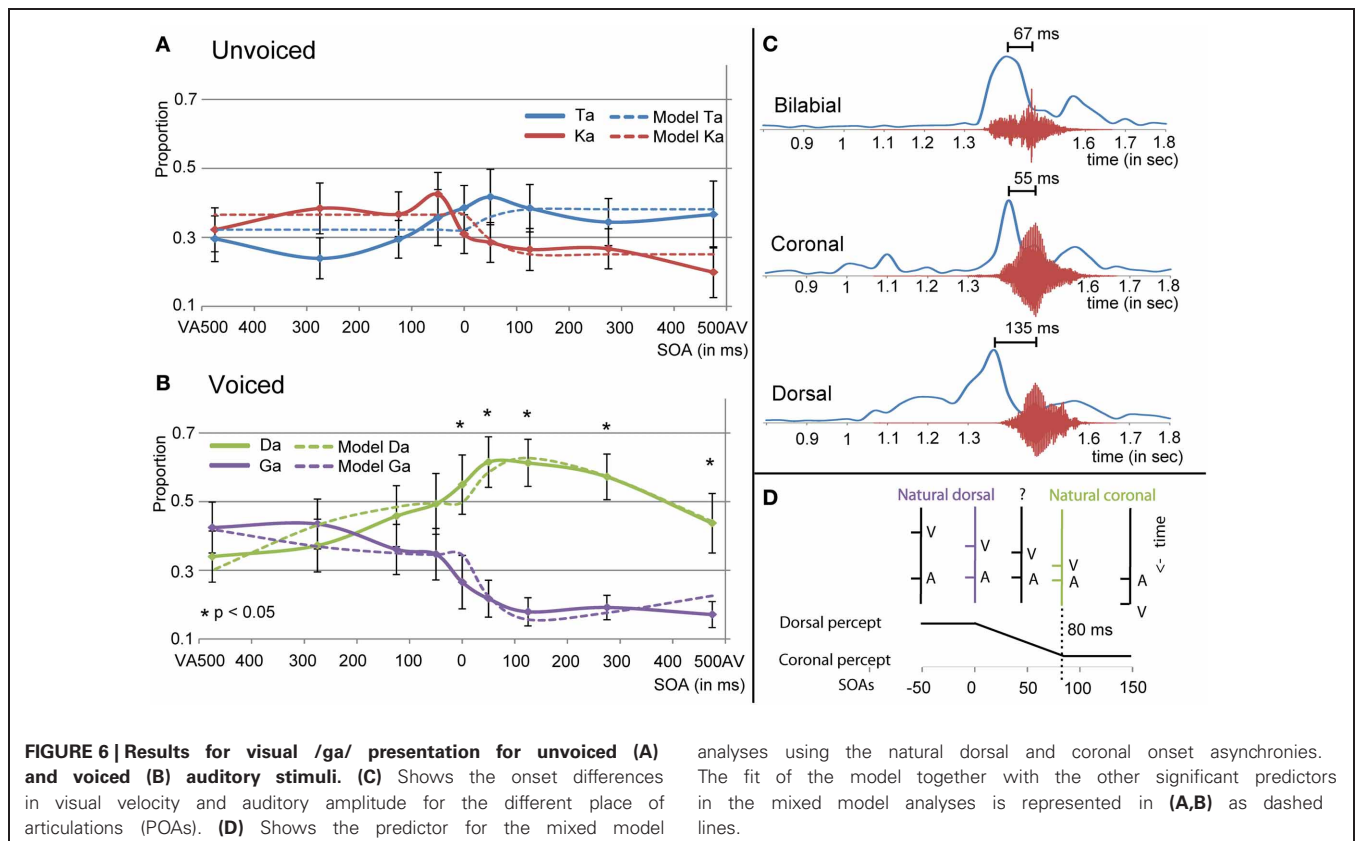 A
Unvoiced
Proportion
0.7
0.5
0.3
0.1
Ta
Model Ta
Ka
Model Ka
VA500 400 300 200 100 0 100 200 300 400 500AV
SOA (in ms)
B
Voiced
Proportion
0.7
0.5
0.3
0.1
Da
Model Da
Ga
Model Ga
* * * * *
* p < 0.05
VA500 400 300 200 100 0 100 200 300 400 500AV
SOA (in ms)
C
67 ms
Bilabial
0.9 1 1.1 1.2 1.3 1.6 1.7 1.8
time (in sec)
55 ms
Coronal
0.9 1 1.1 1.2 1.3 1.6 1.7 1.8
time (in sec)
135 ms
Dorsal
0.9 1 1.1 1.2 1.3 1.6 1.7 1.8
time (in sec)
D
Natural dorsal ? Natural coronal
V V V V A
A A A A V
<- time
Dorsal percept
80 ms
Coronal percept
SOAs -50 0 50 100 150
FIGURE 6 | Results for visual /ga/ presentation for unvoiced (A)
and voiced (B) auditory stimuli. (C) Shows the onset differences
in visual velocity and auditory amplitude for the different place of
articulations (POAs). (D) Shows the predictor for the mixed model
analyses using the natural dorsal and coronal onset asynchronies.
The fit of the model together with the other significant predictors
in the mixed model analyses is represented in (A,B) as dashed
lines.